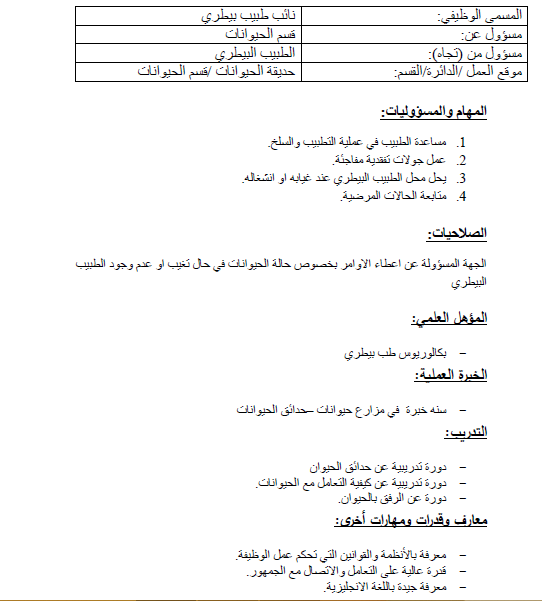 المسمى الوظيفي: نائب طبيب بيطري
مسؤول عن: قسم الحيوانات
مسؤول من (تجاه): الطبيب البيطري
موقع العمل /الدائرة/القسم: حديقة الحيوانات /قسم الحيوانات
المهام والمسؤوليات:
1. مساعدة الطبيب في عملية التطبيب والسلخ.
2. عمل جولات تفقدية مفاجئة.
3. يحل محل الطبيب البيطري عند غيابه او انشغاله.
4. متابعة الحالات المرضية.
الصلاحيات:
الجهة المسؤولة عن اعطاء الاوامر بخصوص حالة الحيوانات في حال تغيب او عدم وجود الطبيب
البيطري
المؤهل العلمي:
– بكالوريوس طب بيطري
الخبرة العملية:
– سنه خبرة في مزارع حيوانات –حدائق الحيوانات
التدريب:
– دورة تدريبية عن حدائق الحيوان
– دورة تدريبية عن كيفية التعامل مع الحيوانات.
– دورة عن الرفق بالحيوان.
معارف وقدرات ومهارات أخرى:
– معرفة بالأنظمة والقوانين التي تحكم عمل الوظيفة.
– قدرة عالية على التعامل والاتصال مع الجمهور.
– معرفة جيدة باللغة الانجليزية.